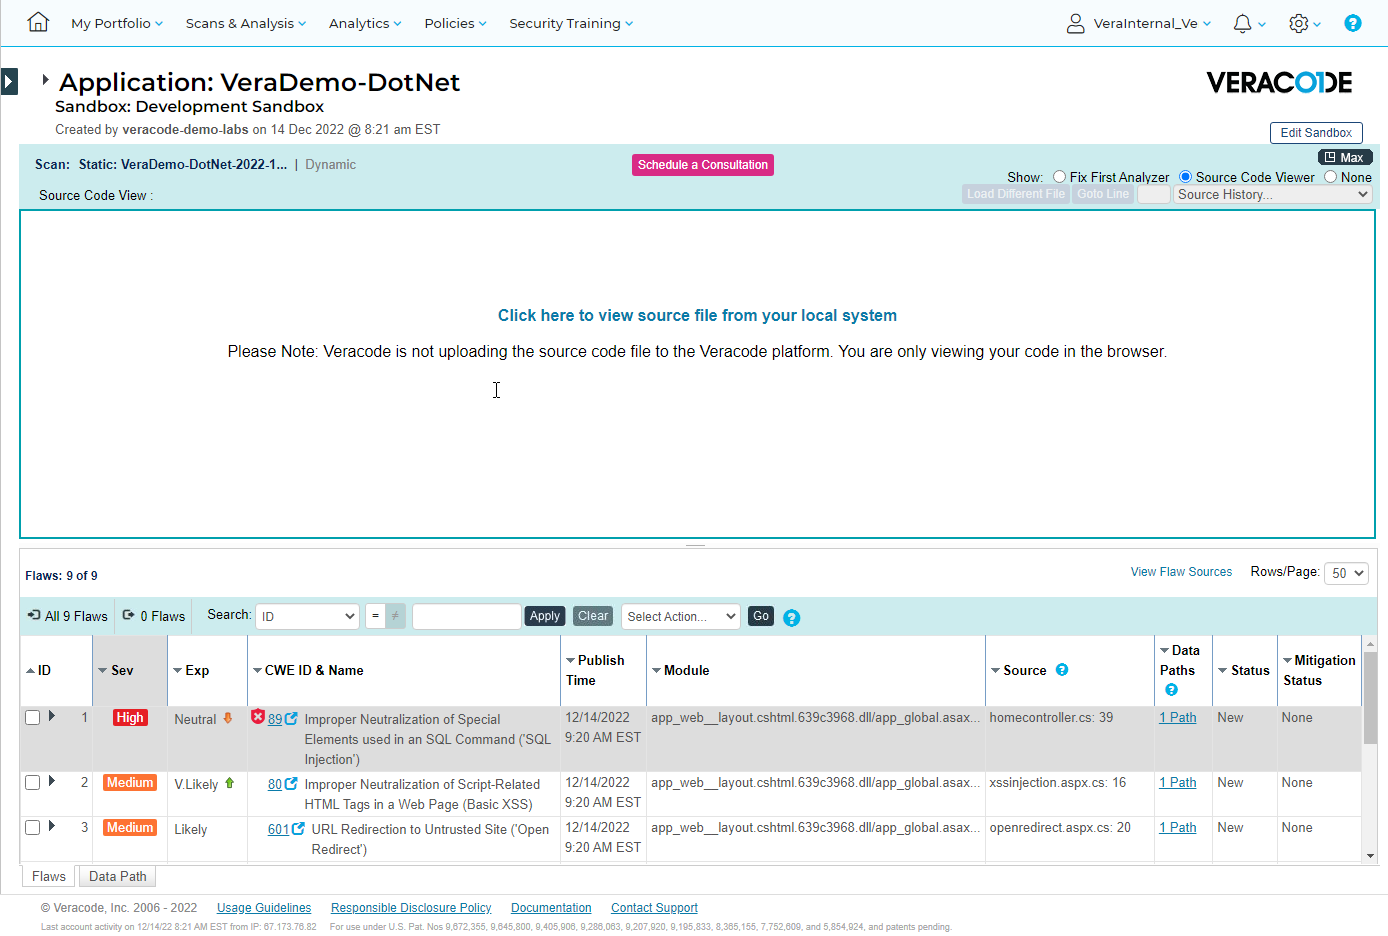 My Portfolio Scans & Analysis Analytics Policies Security Training VeraInternal_Ve
Application: VeraDemo-DotNet
VERACODE
Sandbox: Development Sandbox
Created by veracode-demo-labs on 14 Dec 2022 @ 8:21 am EST
Edit Sandbox
Scan: Static: VeraDemo-DotNet-2022-1... | Dynamic
Schedule a Consultation
Max
Show: Fix First Analyzer Source Code Viewer None
Source Code View :
Load Different File Goto Line Source History...
Click here to view source file from your local system
Please Note: Veracode is not uploading the source code file to the Veracode platform. You are only viewing your code in the browser.
Flaws: 9 of 9
View Flaw Sources Rows/Page: 50
All 9 Flaws 0 Flaws Search: ID = ≠ Apply Clear Select Action... Go ?
ID Sev Exp CWE ID & Name Publish Time Module Source ? Data Paths ? Status Mitigation Status
1 High Neutral 89 Improper Neutralization of Special 12/14/2022 app_web__layout.cshtml.639c3968.dll/app_global.asax... homecontroller.cs: 39 1 Path New None
Elements used in an SQL Command ('SQL 9:20 AM EST
Injection')
2 Medium V.Likely 80 Improper Neutralization of Script-Related 12/14/2022 app_web__layout.cshtml.639c3968.dll/app_global.asax... xssinjection.aspx.cs: 16 1 Path New None
HTML Tags in a Web Page (Basic XSS) 9:20 AM EST
3 Medium Likely 601 URL Redirection to Untrusted Site ('Open 12/14/2022 app_web__layout.cshtml.639c3968.dll/app_global.asax... openredirect.aspx.cs: 20 1 Path New None
Redirect') 9:20 AM EST
Flaws Data Path
© Veracode, Inc. 2006 - 2022 Usage Guidelines Responsible Disclosure Policy Documentation Contact Support
Last account activity on 12/14/22 8:21 AM EST from IP: 67.173.76.82 For use under U.S. Pat. Nos 9,672,355, 9,645,800, 9,405,906, 9,286,063, 9,207,920, 9,195,833, 8,365,155, 7,752,609, and 5,854,924, and patents pending.